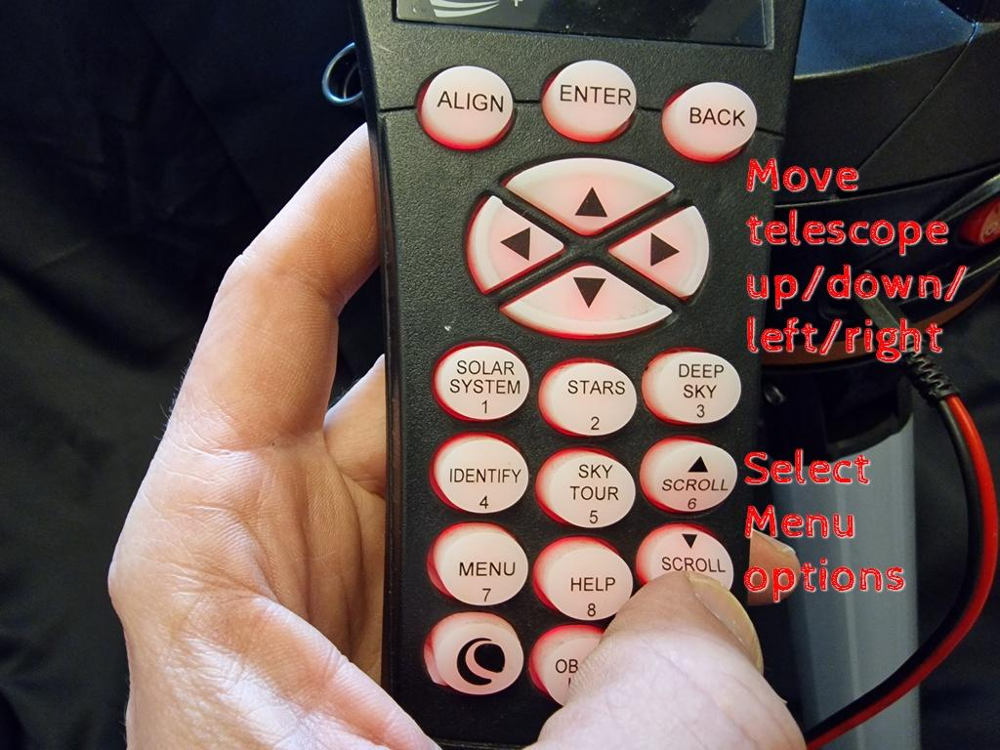 ALIGN
ENTER
BACK
Move
telescope
up/down/
left/right
SOLAR
SYSTEM
1
STARS
2
DEEP
SKY
3
IDENTIFY
4
SKY
TOUR
5
SCROLL
6
Select
Menu
options
MENU
7
HELP
8
SCROLL